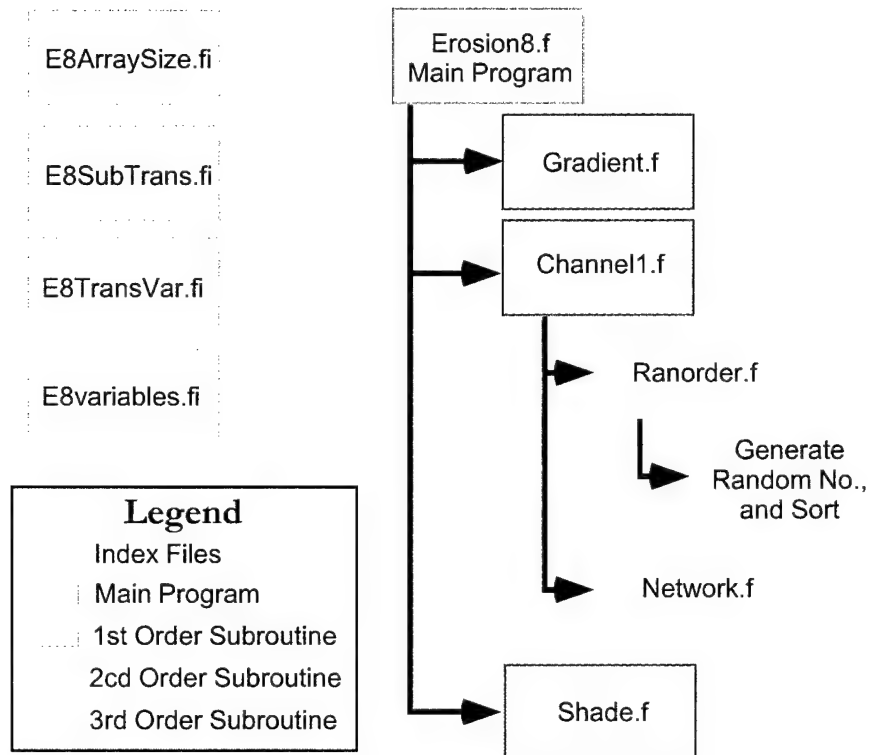 E8ArraySize.fi
E8SubTrans.fi
E8TransVar.fi
E8variables.fi
Erosion8.f
Main Program
Gradient.f
Channel1.f
Ranorder.f
Generate
Random No.,
and Sort
Network.f
Shade.f
Legend
Index Files
Main Program
1st Order Subroutine
2cd Order Subroutine
3rd Order Subroutine